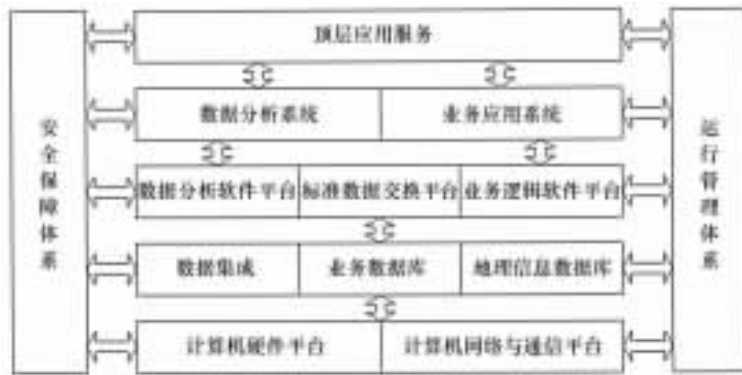 顶层应用服务
数据分析系统 业务应用系统
数据分析软件平台 标准数据交换平台 业务逻辑软件平台
数据集成 业务数据库 地理信息数据库
计算机硬件平台 计算机网络与通信平台
安全保障体系
运行管理体系